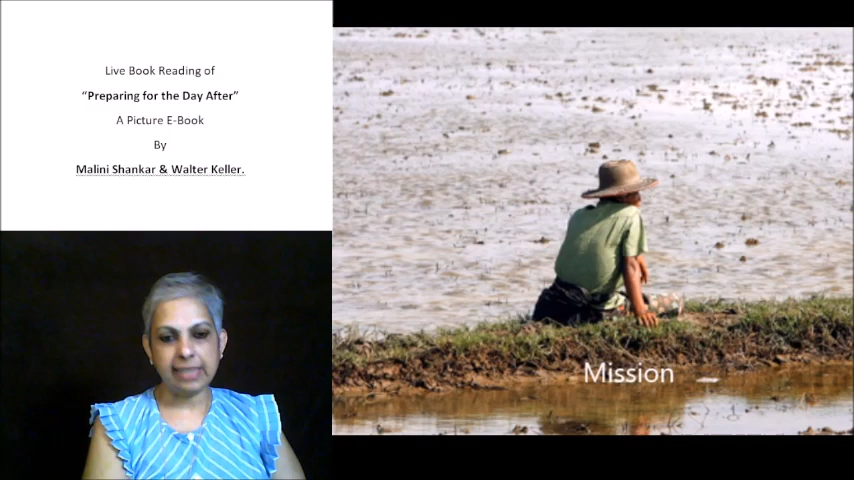 Live Book Reading of
“Preparing for the Day After”
A Picture E-Book
By
Malini Shankar & Walter Keller.
Mission